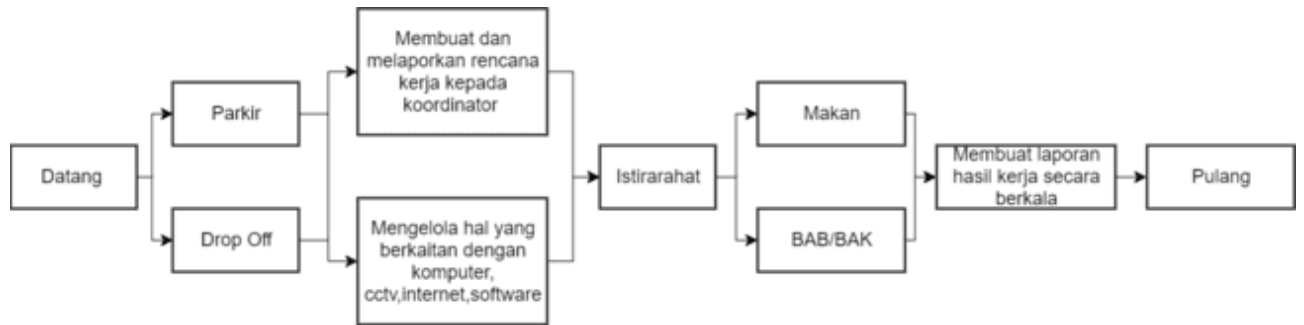 Datang
Parkir
Drop Off
Membuat dan
melaporkan rencana
kerja kepada
koordinator
Mengelola hal yang
berkaitan dengan
komputer,
cctv,internet,software
Istirarahat
Makan
BAB/BAK
Membuat laporan
hasil kerja secara
berkala
Pulang